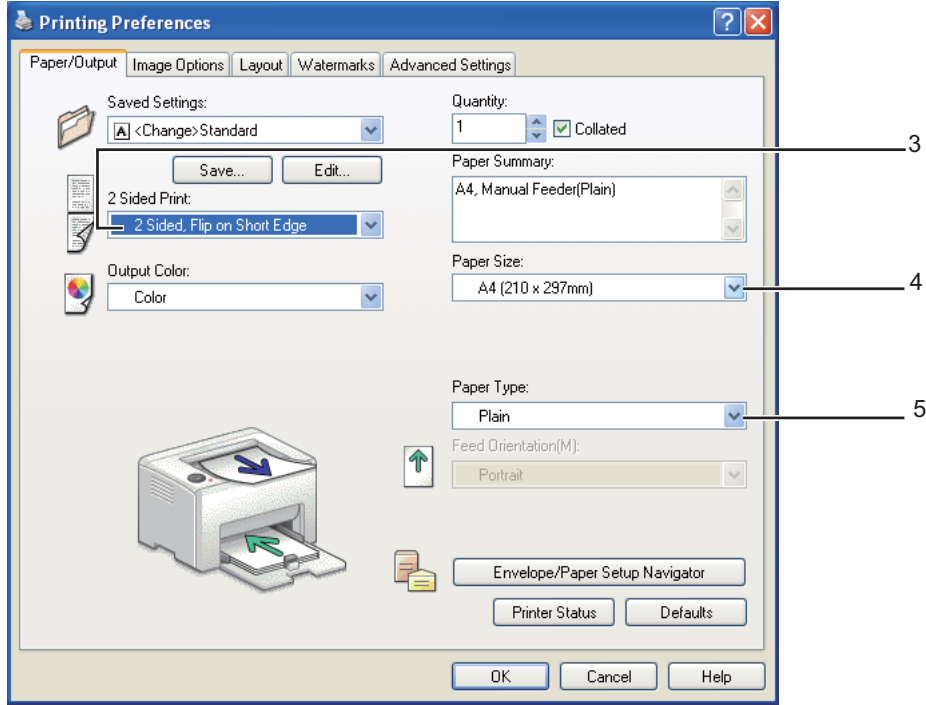 Printing Preferences
Paper/Output Image Options Layout Watermarks Advanced Settings
Saved Settings:
A <Change>Standard
Save... Edit...
2 Sided Print:
2 Sided, Flip on Short Edge
Output Color:
Color
Quantity:
1 Collated
3
Paper Summary:
A4, Manual Feeder(Plain)
Paper Size:
A4 (210 x 297mm)
4
Paper Type:
Plain
5
Feed Orientation(M):
Portrait
Envelope/Paper Setup Navigator
Printer Status Defaults
OK Cancel Help